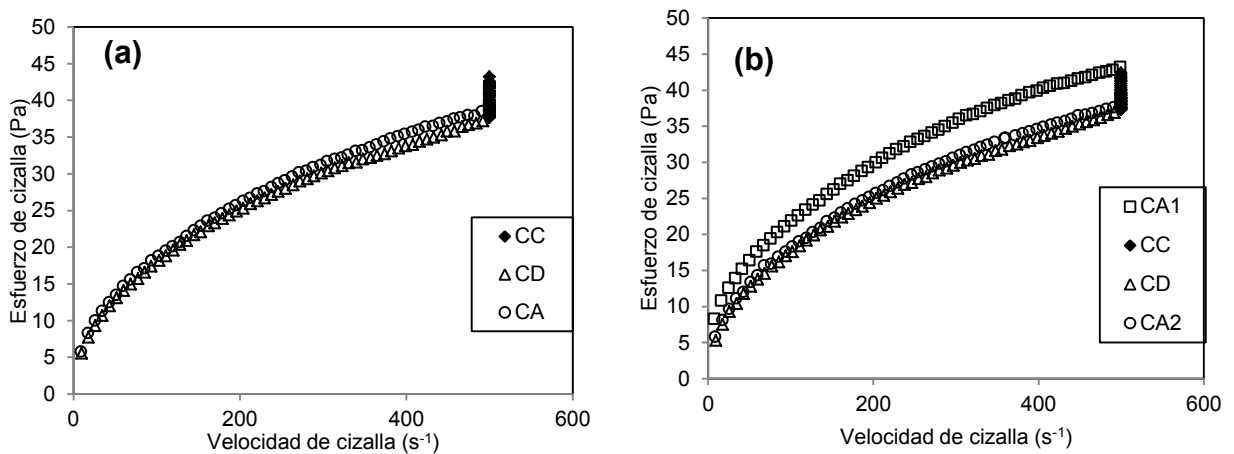 (a)
Esfuerzo de cizalla (Pa)
50
45
40
35
30
25
20
15
10
5
0
0 200 400 600
Velocidad de cizalla (s⁻¹)
CC
CD
CA
(b)
Esfuerzo de cizalla (Pa)
50
45
40
35
30
25
20
15
10
5
0
0 200 400 600
Velocidad de cizalla (s⁻¹)
CA1
CC
CD
CA2